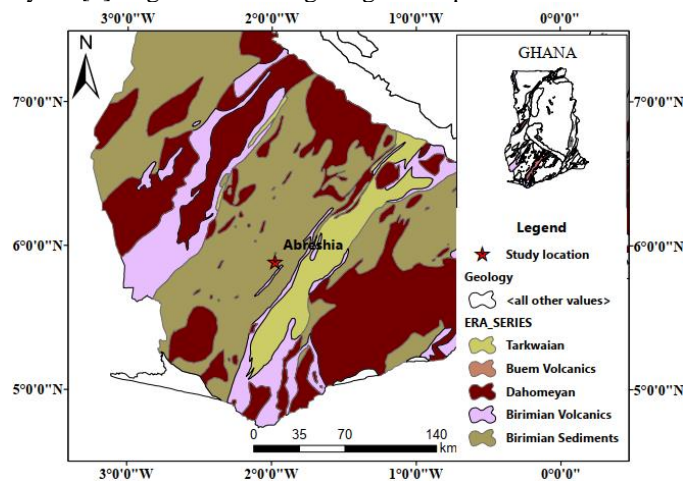 3°0'0"W 2°0'0"W 1°0'0"W 0°0'0"
N
GHANA
7°0'0"N
7°0'0"N
6°0'0"N
6°0'0"N
5°0'0"N
5°0'0"N
Abreshia
Legend
Study location
Geology
<all other values>
ERA_SERIES
Tarkwaian
Buem Volcanics
Dahomeyan
Birimian Volcanics
Birimian Sediments
0 35 70 140
km
3°0'0"W 2°0'0"W 1°0'0"W 0°0'0"